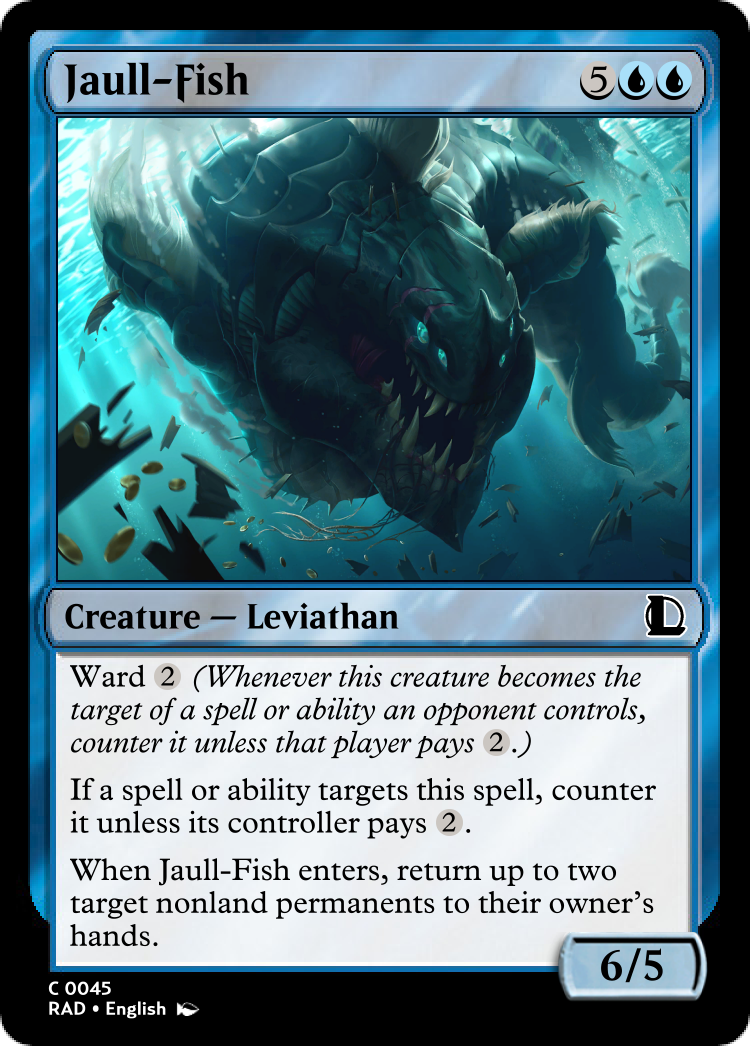 Jaull-Fish 5
Creature — Leviathan
Ward 2 (Whenever this creature becomes the
target of a spell or ability an opponent controls,
counter it unless that player pays 2.)
If a spell or ability targets this spell, counter
it unless its controller pays 2.
When Jaull-Fish enters, return up to two
target nonland permanents to their owner’s
hands.
6/5
C 0045
RAD • English